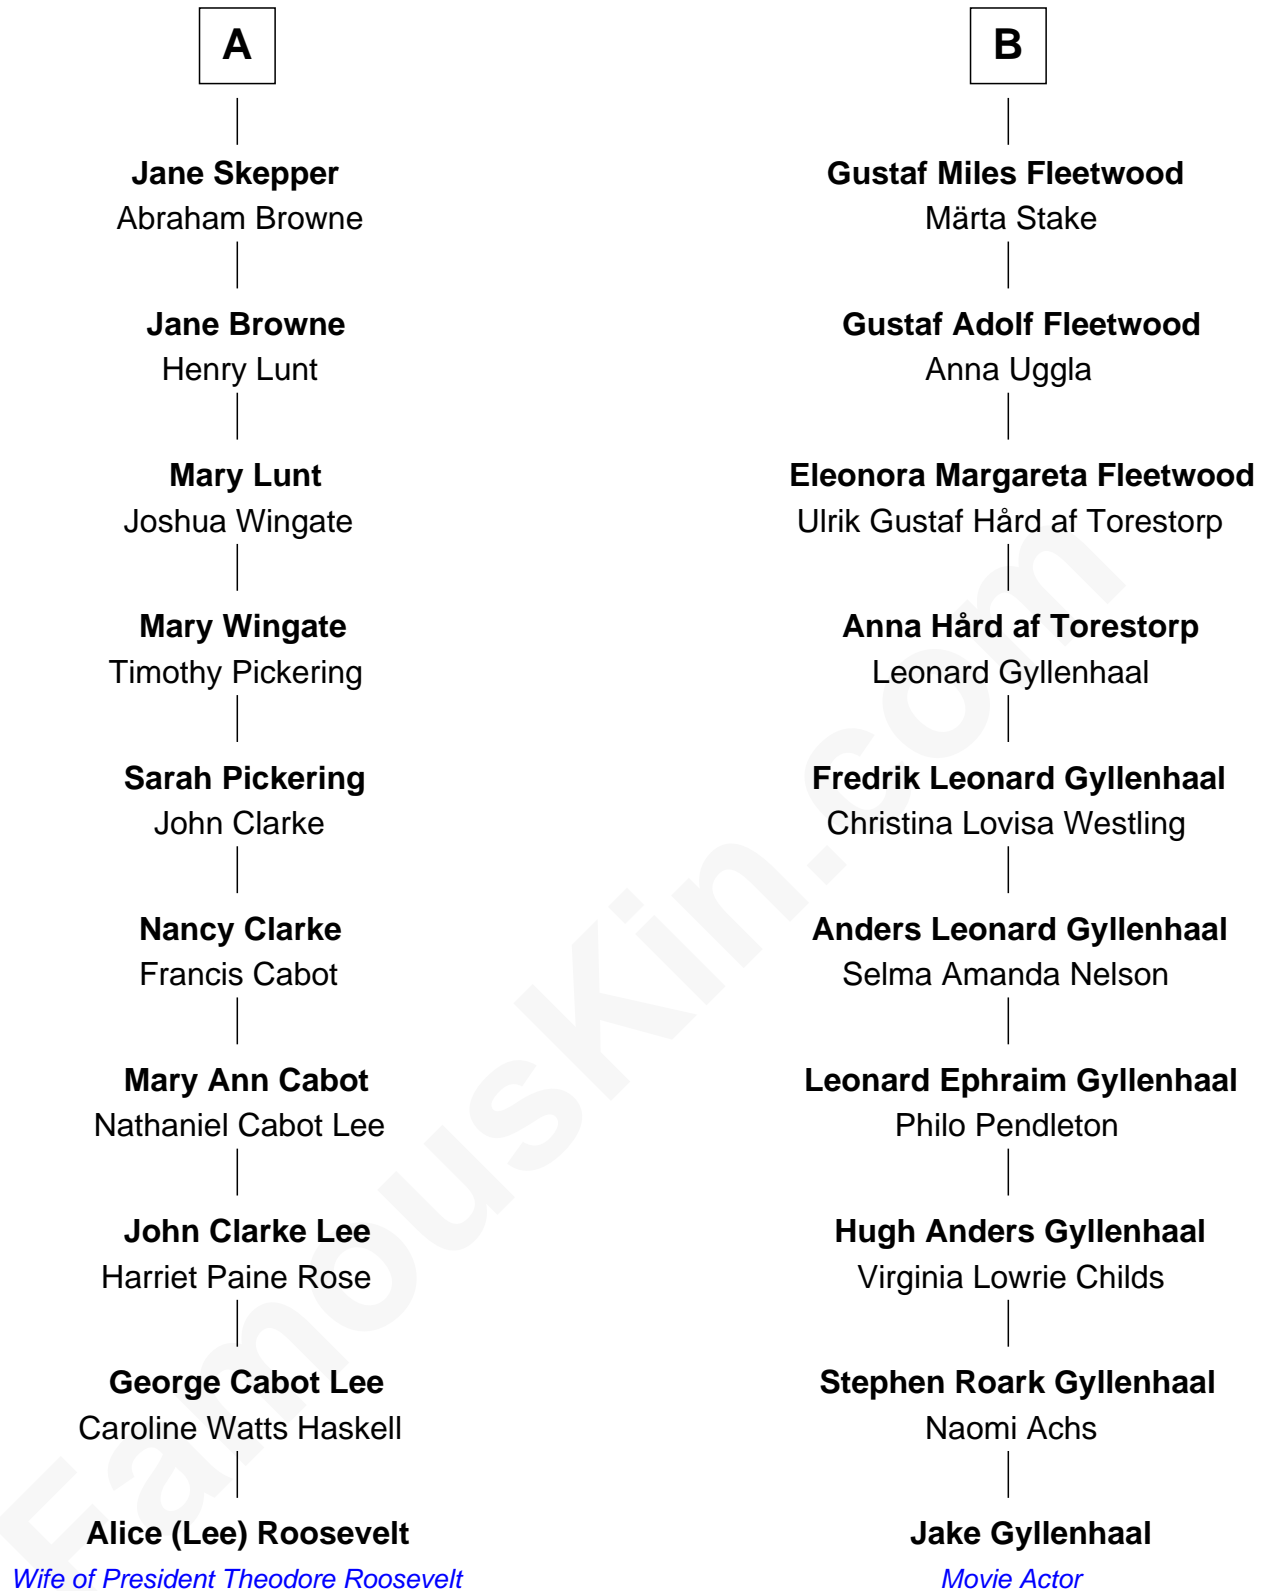 A
Jane Skepper
Abraham Browne
Jane Browne
Henry Lunt
Mary Lunt
Joshua Wingate
Mary Wingate
Timothy Pickering
Sarah Pickering
John Clarke
Nancy Clarke
Francis Cabot
Mary Ann Cabot
Nathaniel Cabot Lee
John Clarke Lee
Harriet Paine Rose
George Cabot Lee
Caroline Watts Haskell
Alice (Lee) Roosevelt
Wife of President Theodore Roosevelt
B
Gustaf Miles Fleetwood
Märta Stake
Gustaf Adolf Fleetwood
Anna Uggla
Eleonora Margareta Fleetwood
Ulrik Gustaf Hård af Torestorp
Anna Hård af Torestorp
Leonard Gyllenhaal
Fredrik Leonard Gyllenhaal
Christina Lovisa Westling
Anders Leonard Gyllenhaal
Selma Amanda Nelson
Leonard Ephraim Gyllenhaal
Philo Pendleton
Hugh Anders Gyllenhaal
Virginia Lowrie Childs
Stephen Roark Gyllenhaal
Naomi Achs
Jake Gyllenhaal
Movie Actor
FamousKin.com